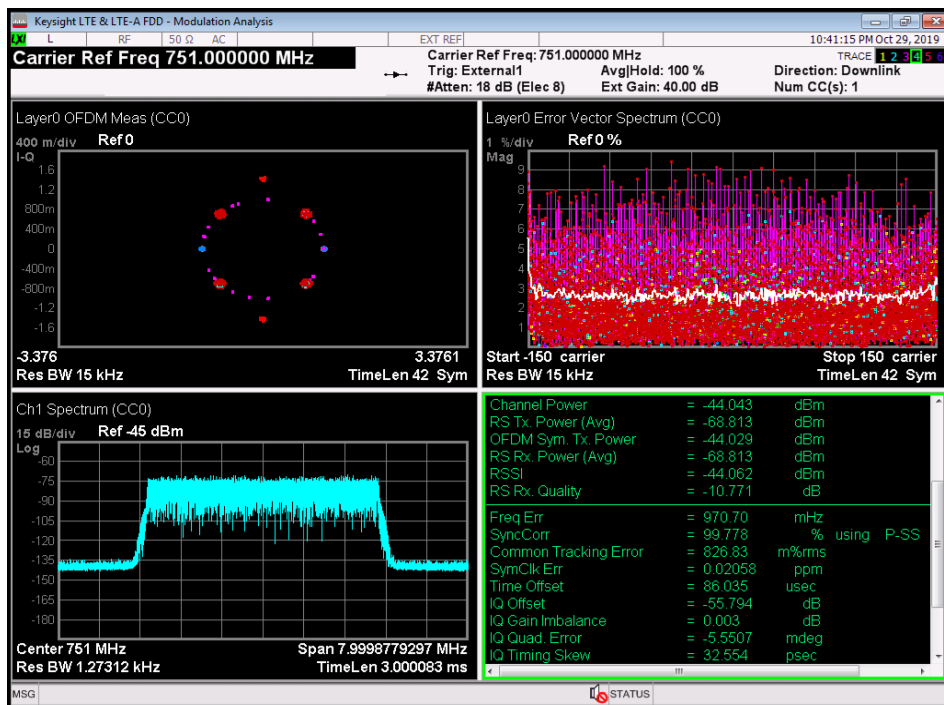 Keysight LTE & LTE-A FDD - Modulation Analysis
LXI L RF 50 Ω AC EXT REF 10:41:15 PM Oct 29, 2019
Carrier Ref Freq 751.000000 MHz
Carrier Ref Freq: 751.000000 MHz
TRACE 1 2 3 4 5 6
Trig: External1 Avg|Hold: 100 % Direction: Downlink
#Atten: 18 dB (Elec 8) Ext Gain: 40.00 dB Num CC(s): 1
Layer0 OFDM Meas (CC0)
400 m/div Ref 0
I-Q
1.6
1.2
800m
400m
0
-400m
-800m
-1.2
-1.6
-3.376 3.3761
Res BW 15 kHz TimeLen 42 Sym
Layer0 Error Vector Spectrum (CC0)
1 %/div Ref 0 %
Mag
9
8
7
6
5
4
3
2
1
Start -150 carrier Stop 150 carrier
Res BW 15 kHz TimeLen 42 Sym
Ch1 Spectrum (CC0)
15 dB/div Ref -45 dBm
Log
-60
-75
-90
-105
-120
-135
-150
-165
-180
Center 751 MHz Span 7.9998779297 MHz
Res BW 1.27312 kHz TimeLen 3.000083 ms
Channel Power = -44.043 dBm
RS Tx. Power (Avg) = -68.813 dBm
OFDM Sym. Tx. Power = -44.029 dBm
RS Rx. Power (Avg) = -68.813 dBm
RSSI = -44.062 dBm
RS Rx. Quality = -10.771 dB
Freq Err = 970.70 mHz
SyncCorr = 99.778 % using P-SS
Common Tracking Error = 826.83 m%rms
SymClk Err = 0.02058 ppm
Time Offset = 86.035 usec
IQ Offset = -55.794 dB
IQ Gain Imbalance = 0.003 dB
IQ Quad. Error = -5.5507 mdeg
IQ Timing Skew = 32.554 psec
MSG STATUS